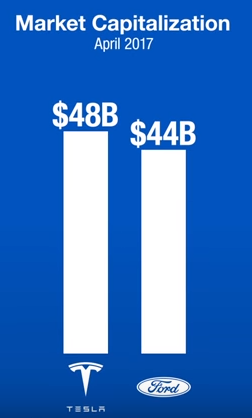 Market Capitalization
April 2017
$48B
$44B
TESLA
Ford